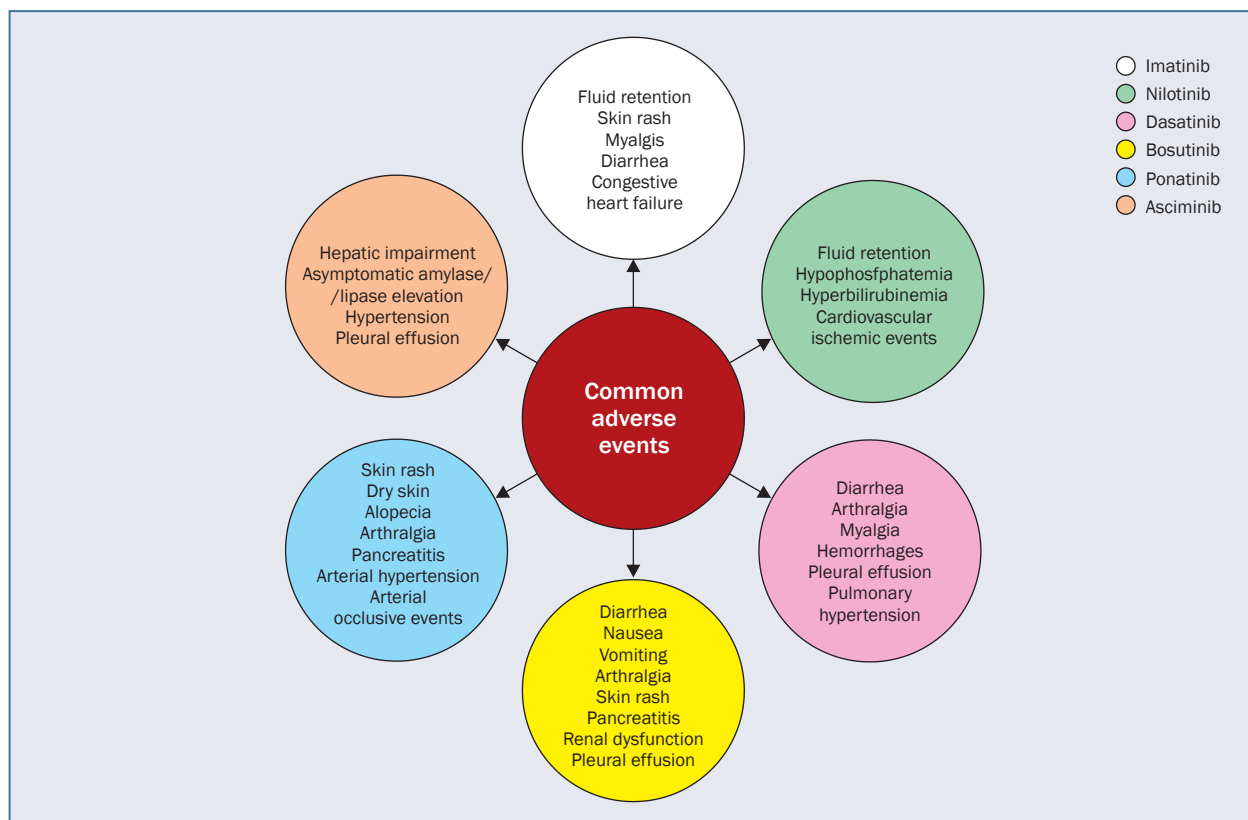 Fluid retention
Skin rash
Myalgis
Diarrhea
Congestive
heart failure
Imatinib
Nilotinib
Dasatinib
Bosutinib
Ponatinib
Asciminib
Hepatic impairment
Asymptomatic amylase/
/lipase elevation
Hypertension
Pleural effusion
Fluid retention
Hypophosfphatemia
Hyperbilirubinemia
Cardiovascular
ischemic events
Common
adverse
events
Skin rash
Dry skin
Alopecia
Arthralgia
Pancreatitis
Arterial hypertension
Arterial
occlusive events
Diarrhea
Arthralgia
Myalgia
Hemorrhages
Pleural effusion
Pulmonary
hypertension
Diarrhea
Nausea
Vomiting
Arthralgia
Skin rash
Pancreatitis
Renal dysfunction
Pleural effusion